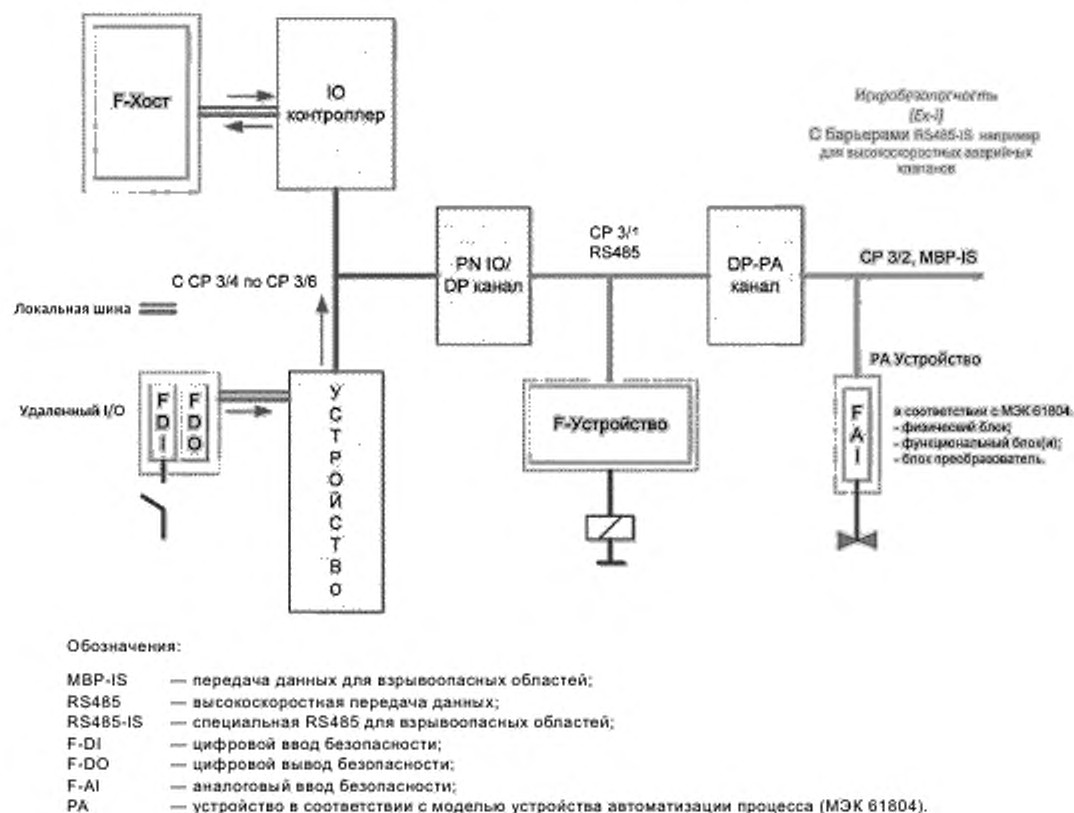 F-Хост
IO
контроллер
Искробезопасность
[Ex-i]
С барьерами RS485-IS например
для высокоскоростных аварийных
клапанов
С CP 3/4 по CP 3/6
PN IO/
DP канал
CP 3/1
RS485
DP-PA
канал
CP 3/2, MBP-IS
Локальная шина
Удаленный I/O
FDI
FDO
УСТРОЙСТВО
F-Устройство
PA Устройство
FAI
в соответствии с МЭК 61804.
- физический блок;
- функциональный блок(и);
- блок преобразователь.
Обозначения:
MBP-IS — передача данных для взрывоопасных областей;
RS485 — высокоскоростная передача данных;
RS485-IS — специальная RS485 для взрывоопасных областей;
F-DI — цифровой ввод безопасности;
F-DO — цифровой вывод безопасности;
F-AI — аналоговый ввод безопасности;
PA — устройство в соответствии с моделью устройства автоматизации процесса (МЭК 61804).